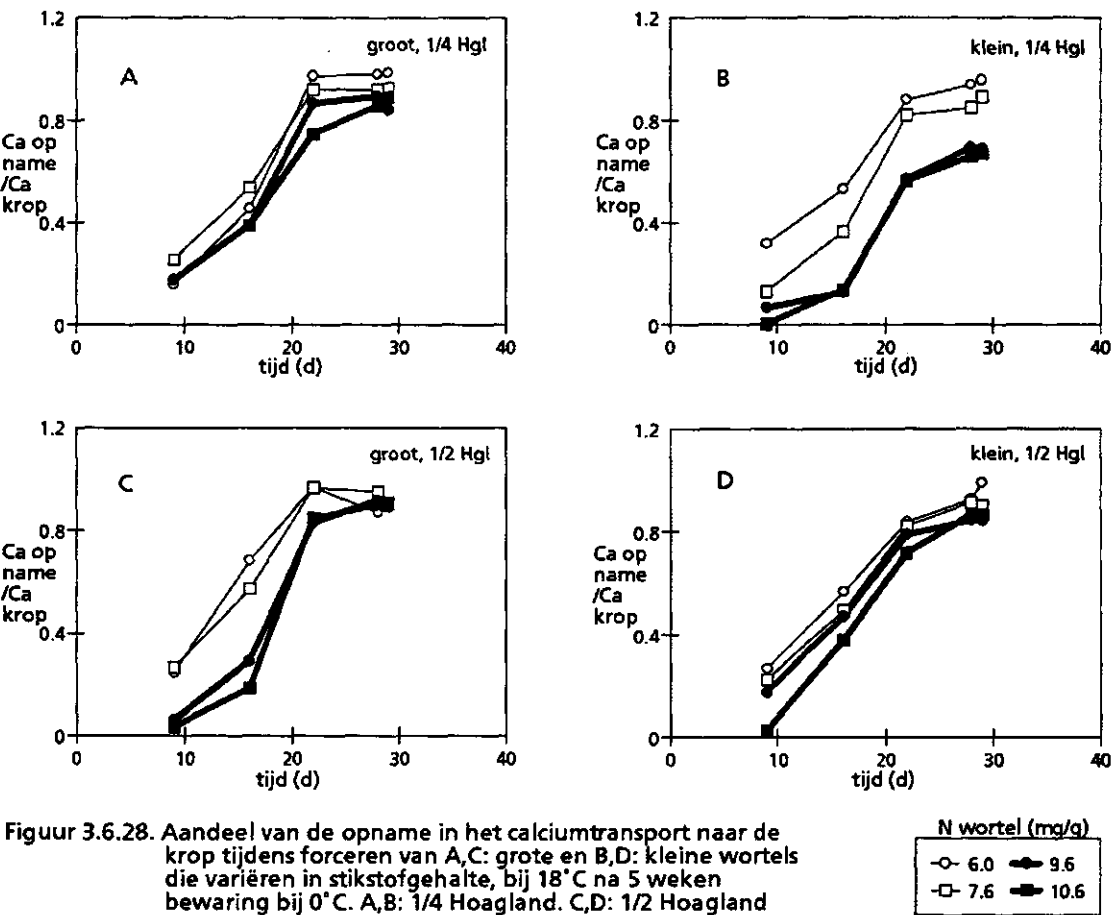 1.2
groot, 1/4 Hgl
A
0.8
Ca op
name
/Ca
krop
0.4
0
0 10 20 30 40
tijd (d)
1.2
klein, 1/4 Hgl
B
0.8
Ca op
name
/Ca
krop
0.4
0
0 10 20 30 40
tijd (d)
1.2
groot, 1/2 Hgl
C
0.8
Ca op
name
/Ca
krop
0.4
0
0 10 20 30 40
tijd (d)
1.2
klein, 1/2 Hgl
D
0.8
Ca op
name
/Ca
krop
0.4
0
0 10 20 30 40
tijd (d)
Figuur 3.6.28. Aandeel van de opname in het calciumtransport naar de
krop tijdens forceren van A,C: grote en B,D: kleine wortels
die variëren in stikstofgehalte, bij 18°C na 5 weken
bewaring bij 0°C. A,B: 1/4 Hoagland. C,D: 1/2 Hoagland
N wortel (mg/g)
6.0 9.6
7.6 10.6